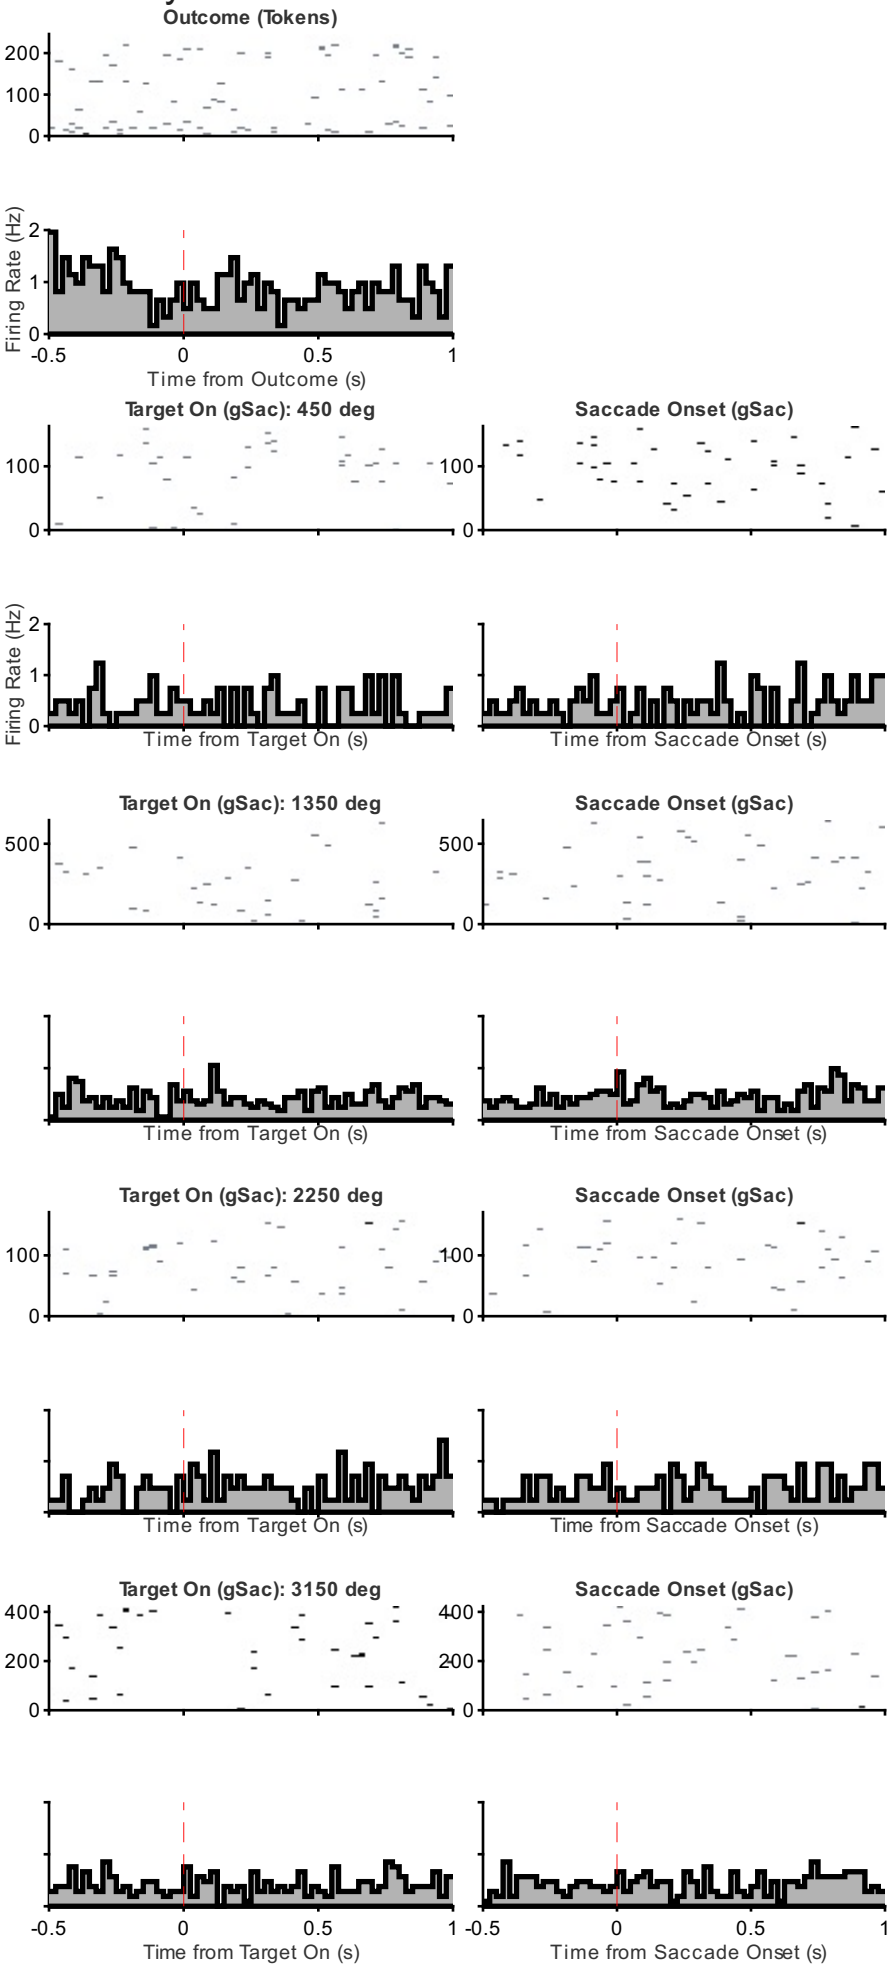 Outcome (Tokens)
200
100
0
Firing Rate (Hz)
2
1
0
-0.5 0 0.5 1
Time from Outcome (s)
Target On (gSac): 450 deg Saccade Onset (gSac)
100 100
0 0
Firing Rate (Hz)
2
1
0
Time from Target On (s) Time from Saccade Onset (s)
Target On (gSac): 1350 deg Saccade Onset (gSac)
500 500
0 0
Time from Target On (s) Time from Saccade Onset (s)
Target On (gSac): 2250 deg Saccade Onset (gSac)
100 100
0 0
Time from Target On (s) Time from Saccade Onset (s)
Target On (gSac): 3150 deg Saccade Onset (gSac)
400 400
200 200
0 0
-0.5 0 0.5 1 -0.5 0 0.5 1
Time from Target On (s) Time from Saccade Onset (s)